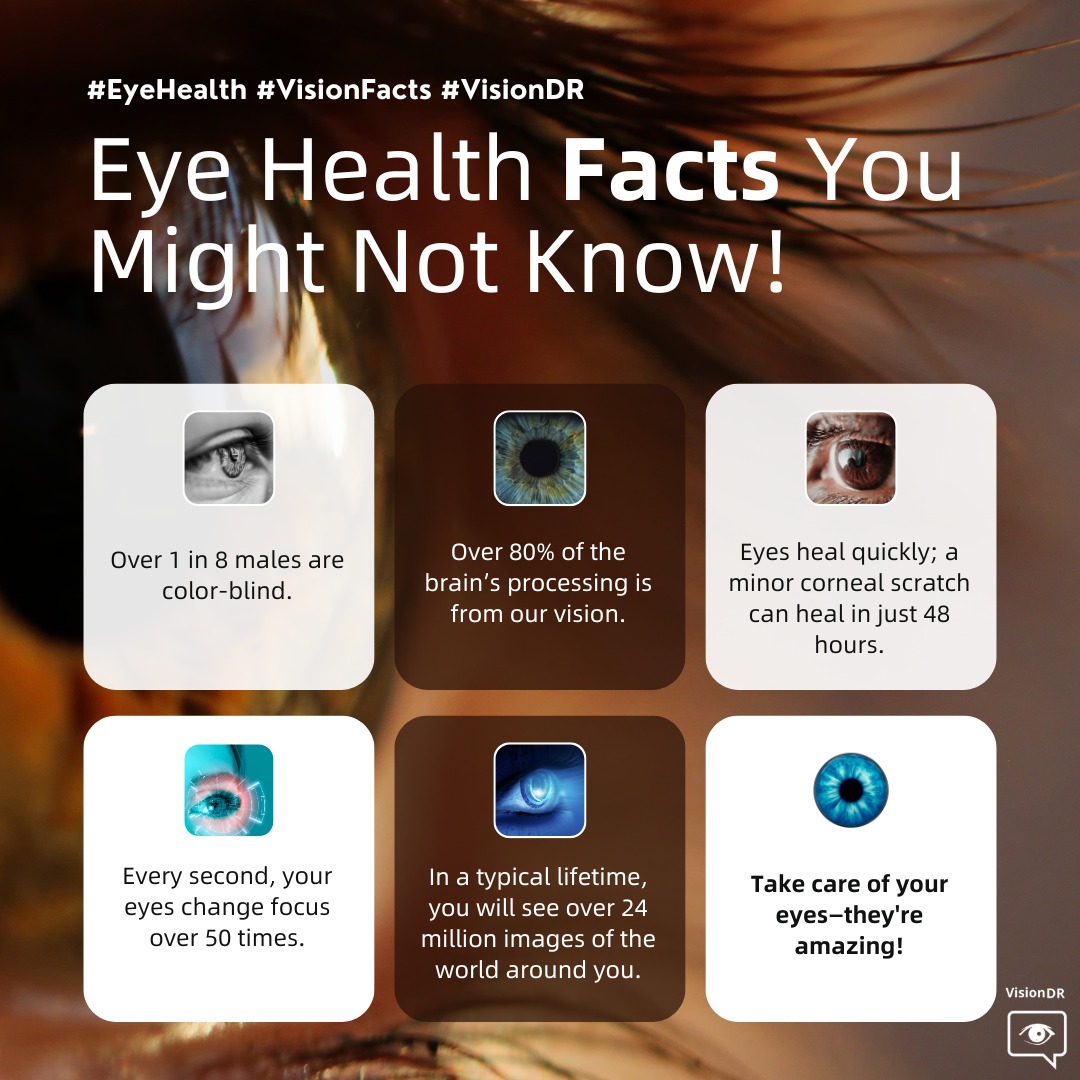 #EyeHealth #VisionFacts #VisionDR
Eye Health Facts You
Might Not Know!
Over 1 in 8 males are
color-blind.
Over 80% of the
brain’s processing is
from our vision.
Eyes heal quickly; a
minor corneal scratch
can heal in just 48
hours.
Every second, your
eyes change focus
over 50 times.
In a typical lifetime,
you will see over 24
million images of the
world around you.
Take care of your
eyes—they're
amazing!
VisionDR